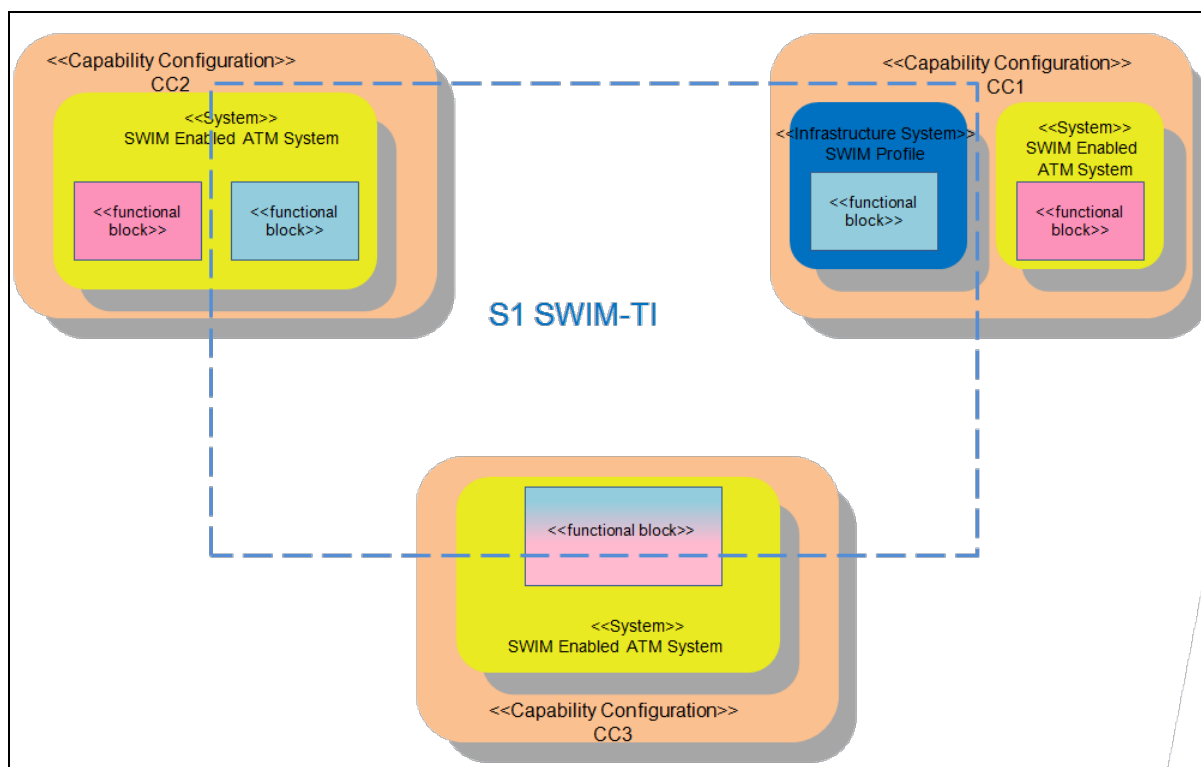 <<Capability Configuration>>
CC2
<<System>>
SWIM Enabled ATM System
<<functional
block>>
<<functional
block>>
<<Capability Configuration>>
CC1
<<Infrastructure System>>
SWIM Profile
<<functional
block>>
<<System>>
SWIM Enabled
ATM System
<<functional
block>>
S1 SWIM-TI
<<functional block>>
<<System>>
SWIM Enabled ATM System
<<Capability Configuration>>
CC3